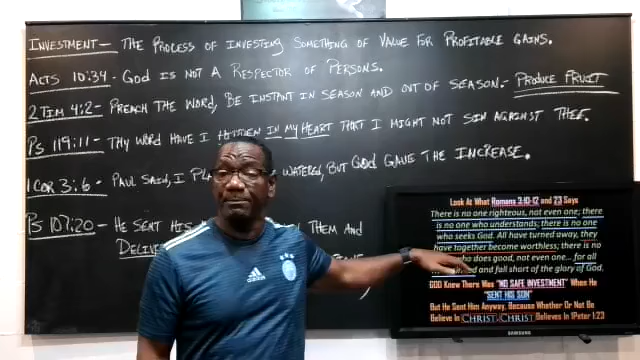 INVESTMENT - THE PROCESS OF INVESTING SOMETHING OF VALUE FOR PROFITABLE GAINS.
ACTS 10:34 - GOD IS NOT A RESPECTOR OF PERSONS.
2 TIM 4:2 - PREACH THE WORD, BE INSTANT IN SEASON AND OUT OF SEASON. - PRODUCE FRUIT
PS 119:11 - THY WORD HAVE I HIDDEN IN MY HEART THAT I MIGHT NOT SIN AGAINST THEE.
1 COR 3:6 - PAUL SAID, I WATERED, BUT GOD GAVE THE INCREASE.
PS 107:20 - HE SENT HIS THEM AND
Look At What Romans 3:10-12 and 23 Says
There is no one righteous, not even one; there
is no one who understands; there is no one
who seeks God. All have turned away, they
have together become worthless; there is no
who does good, not even one... for all
and fall short of the glory of God.
GOD Knew There Was "NO SAFE INVESTMENT" When He
"SENT HIS SON"
But He Sent Him Anyway, Because Whether Or Not Be
Believe In CHRIST, CHRIST Believes In 1Peter 1:23
SAMSUNG
adidas